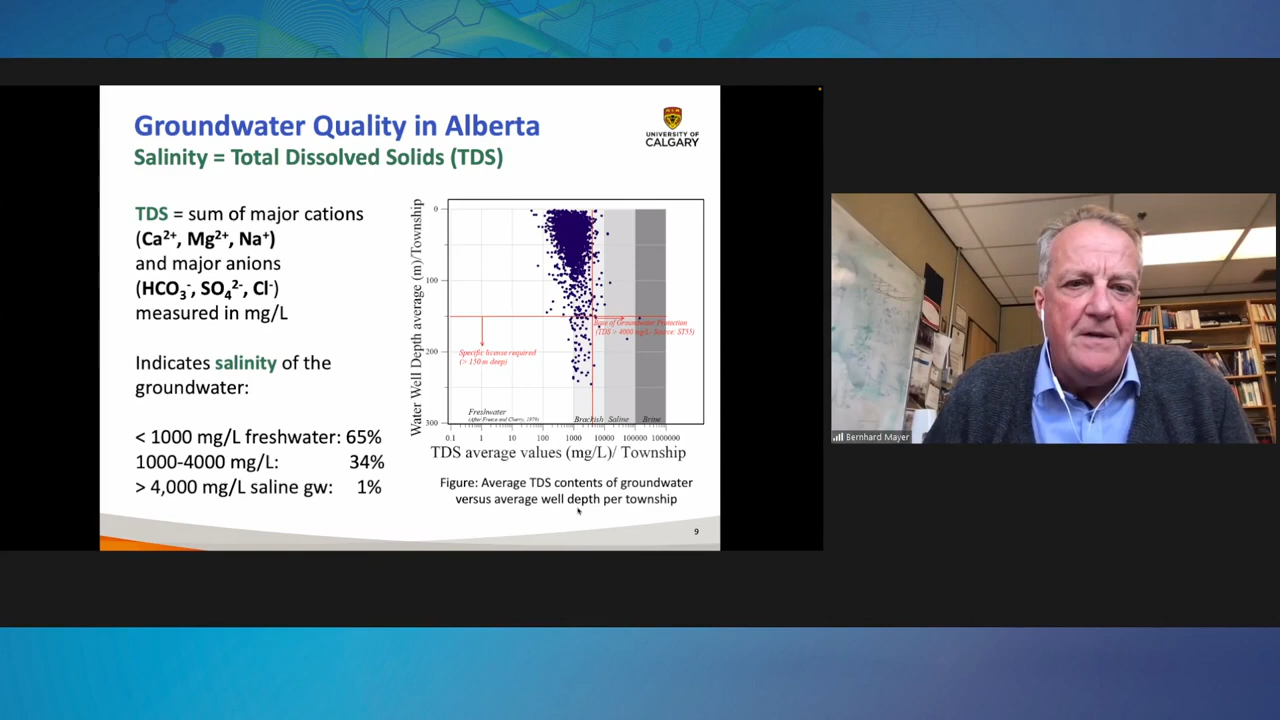 Groundwater Quality in Alberta
Salinity = Total Dissolved Solids (TDS)
UNIVERSITY OF
CALGARY
TDS = sum of major cations
(Ca²⁺, Mg²⁺, Na⁺)
and major anions
(HCO₃⁻, SO₄²⁻, Cl⁻)
measured in mg/L
Indicates salinity of the
groundwater:
< 1000 mg/L freshwater: 65%
1000-4000 mg/L: 34%
> 4,000 mg/L saline gw: 1%
Water Well Depth average (m)/Township
0
100
200
300
Base of Groundwater Protection
(TDS > 4000 mg/L- Source: ST55)
Specific license required
(> 150 m deep)
Freshwater
(After Freeze and Cherry, 1979)
Brackish Saline Brine
0.1 1 10 100 1000 10000 100000 1000000
TDS average values (mg/L)/ Township
Figure: Average TDS contents of groundwater
versus average well depth per township
9
Bernhard Mayer